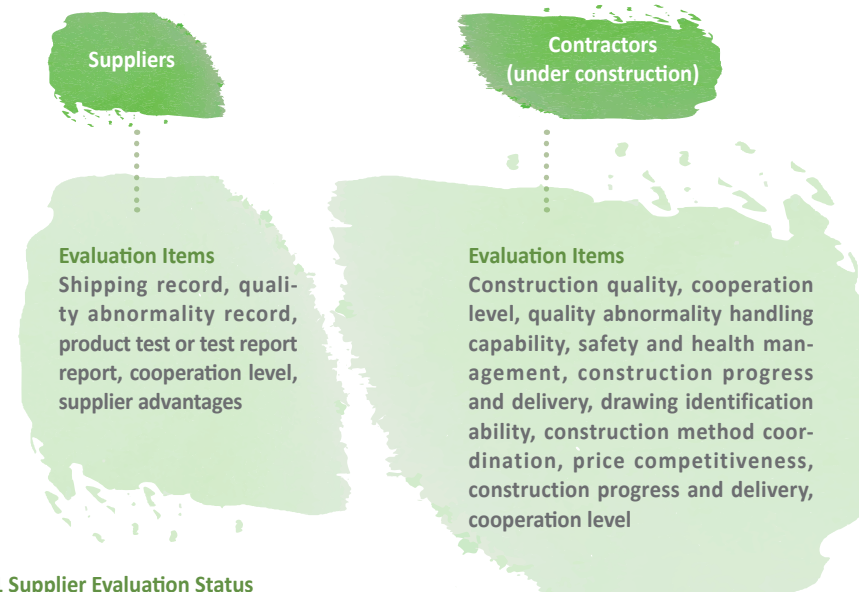 Suppliers
Contractors
(under construction)
Evaluation Items
Shipping record, quali-
ty abnormality record,
product test or test report
report, cooperation level,
supplier advantages
Evaluation Items
Construction quality, cooperation
level, quality abnormality handling
capability, safety and health man-
agement, construction progress
and delivery, drawing identification
ability, construction method coor-
dination, price competitiveness,
construction progress and delivery,
cooperation level
Supplier Evaluation Status